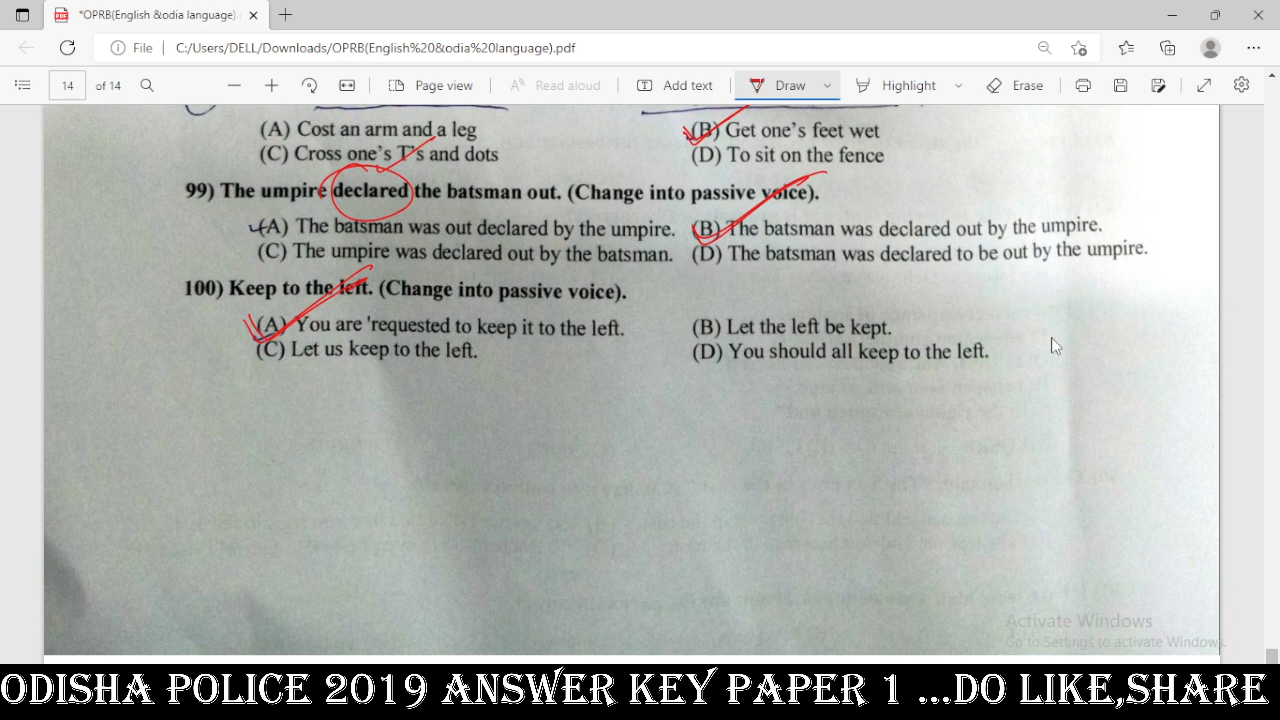 *OPRB(English &odia language).
File
C:/Users/DELL/Downloads/OPRB(English%20&odia%20language).pdf
14 of 14
Page view
Read aloud
Add text
Draw
Highlight
Erase
(A) Cost an arm and a leg (B) Get one's feet wet
(C) Cross one's T's and dots (D) To sit on the fence
99) The umpire declared the batsman out. (Change into passive voice).
(A) The batsman was out declared by the umpire. (B) The batsman was declared out by the umpire.
(C) The umpire was declared out by the batsman. (D) The batsman was declared to be out by the umpire.
100) Keep to the left. (Change into passive voice).
(A) You are 'requested to keep it to the left. (B) Let the left be kept.
(C) Let us keep to the left. (D) You should all keep to the left.
Activate Windows
Go to Settings to activate Windows.
ODISHA POLICE 2019 ANSWER KEY PAPER 1 ...DO LIKE,SHARE